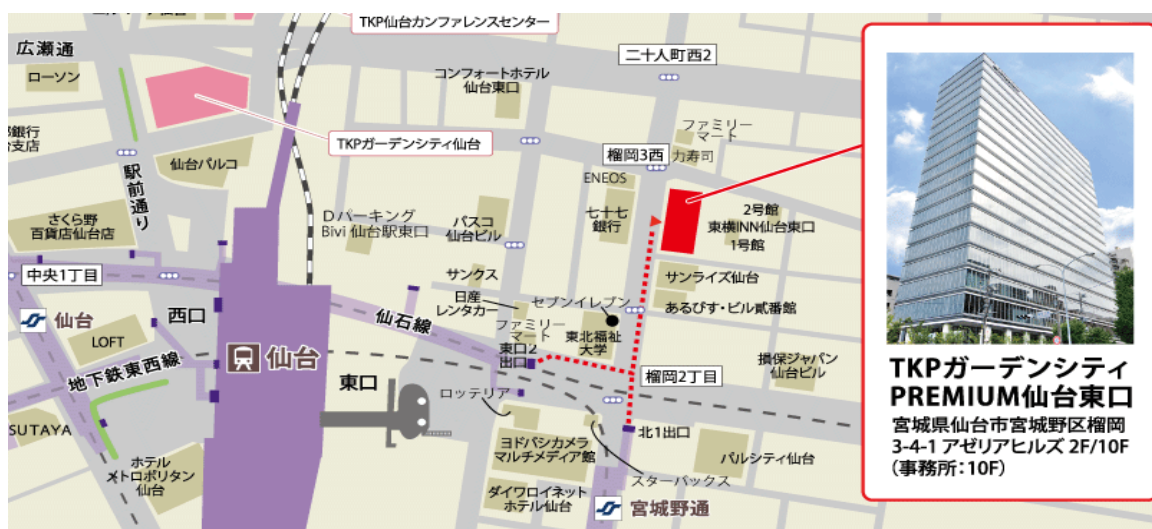 TKP仙台カンファレンスセンター
広瀬通
ローソン
二十人町西2
コンフォートホテル
仙台東口
TKPガーデンシティ仙台
仙台パルコ
駅前通り
ファミリー
マート
力寿司
榴岡3西
ENEOS
七十七
銀行
2号館
東横INN仙台東口
1号館
さくら野
百貨店仙台店
Dパーキング
Bivi 仙台駅東口
パスコ
仙台ビル
中央1丁目
サンクス
サンライズ仙台
あるびす・ビル弐番館
日産
レンタカー
セブンイレブン
仙台
西口
仙石線
ファミリー
マート
東北福祉
大学
LOFT
地下鉄東西線
仙台
東口
東口2
出口
榴岡2丁目
損保ジャパン
仙台ビル
ロッテリア
北1出口
ヨドバシカメラ
マルチメディア館
パルシティ仙台
スターバックス
ホテル
メトロポリタン
仙台
ダイワロイネット
ホテル仙台
宮城野通
TKPガーデンシティ
PREMIUM仙台東口
宮城県仙台市宮城野区榴岡
3-4-1 アゼリアヒルズ 2F/10F
(事務所:10F)